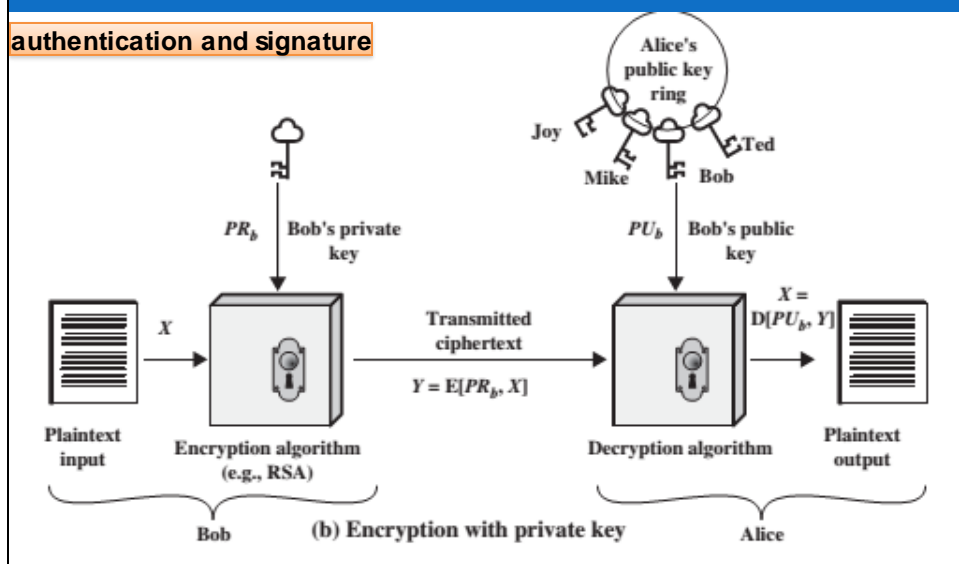 authentication and signature
Alice's
public key
ring
Joy
Ted
Mike
Bob
PR_b
Bob's private
key
PU_b
Bob's public
key
X
Transmitted
ciphertext
X =
D[PU_b, Y]
Y = E[PR_b, X]
Plaintext
input
Encryption algorithm
(e.g., RSA)
Decryption algorithm
Plaintext
output
Bob
(b) Encryption with private key
Alice